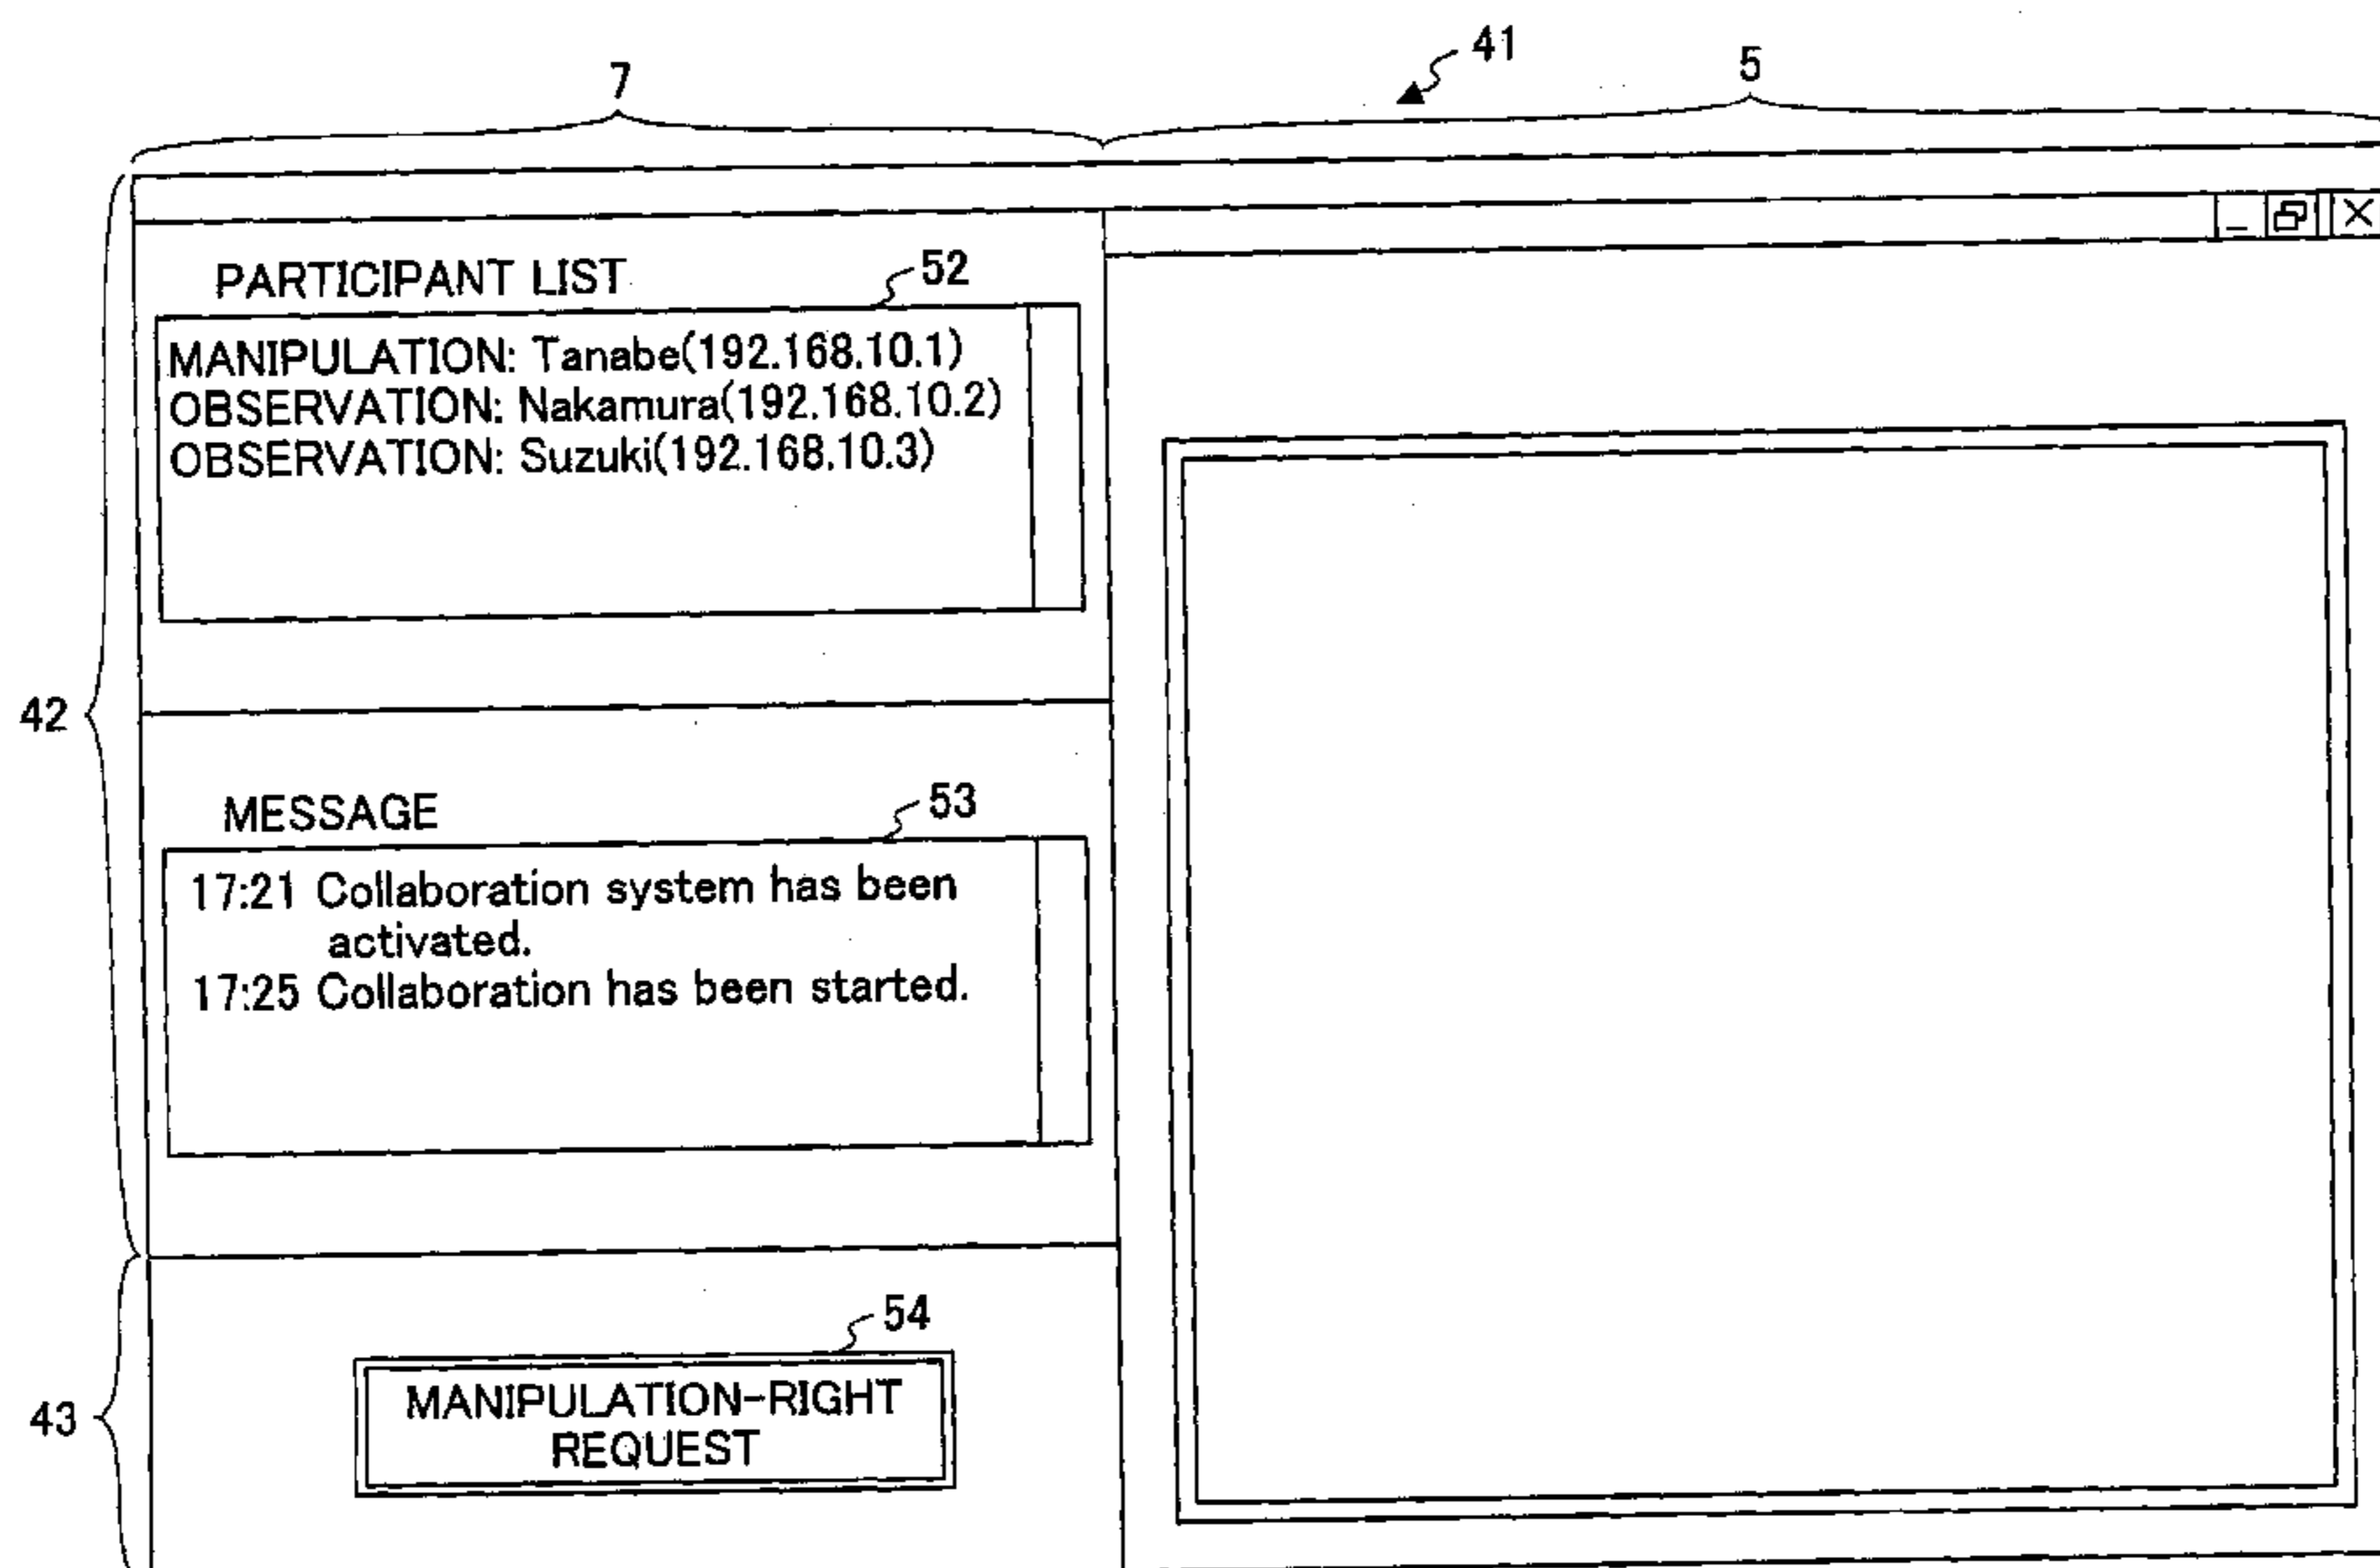 41
7
5
PARTICIPANT LIST
52
MANIPULATION: Tanabe(192.168.10.1)
OBSERVATION: Nakamura(192.168.10.2)
OBSERVATION: Suzuki(192.168.10.3)
42
MESSAGE
53
17:21 Collaboration system has been
activated.
17:25 Collaboration has been started.
54
43
MANIPULATION-RIGHT
REQUEST